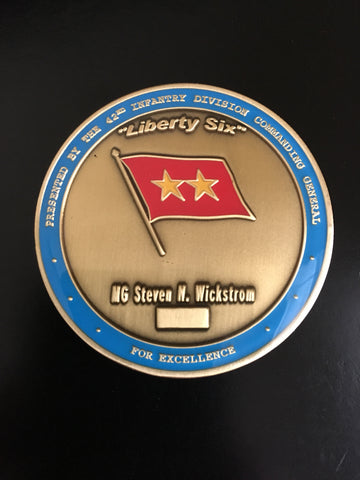 PRESENTED BY THE 42ND INFANTRY DIVISION COMMANDING GENERAL
"Liberty Six"
MG Steven N. Wickstrom
FOR EXCELLENCE